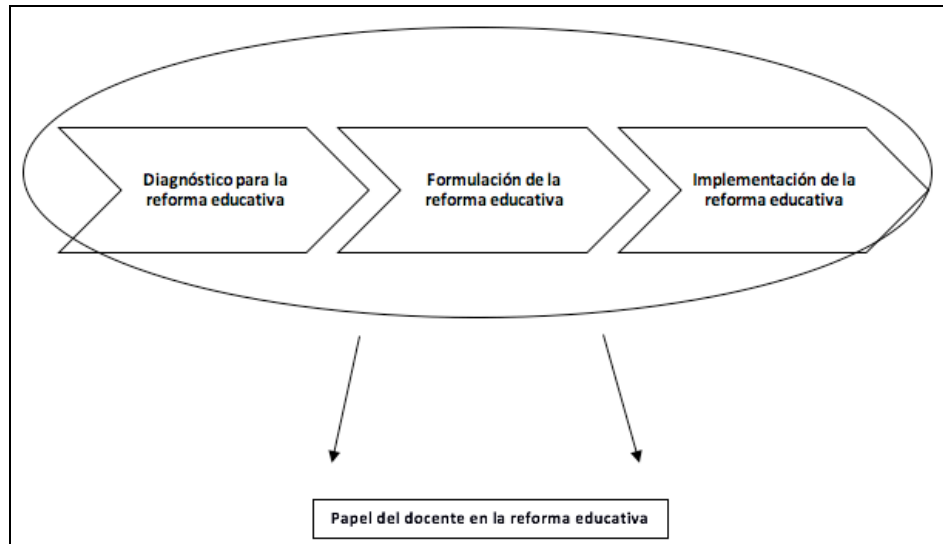 Diagnóstico para la
reforma educativa
Formulación de la
reforma educativa
Implementación de la
reforma educativa
Papel del docente en la reforma educativa